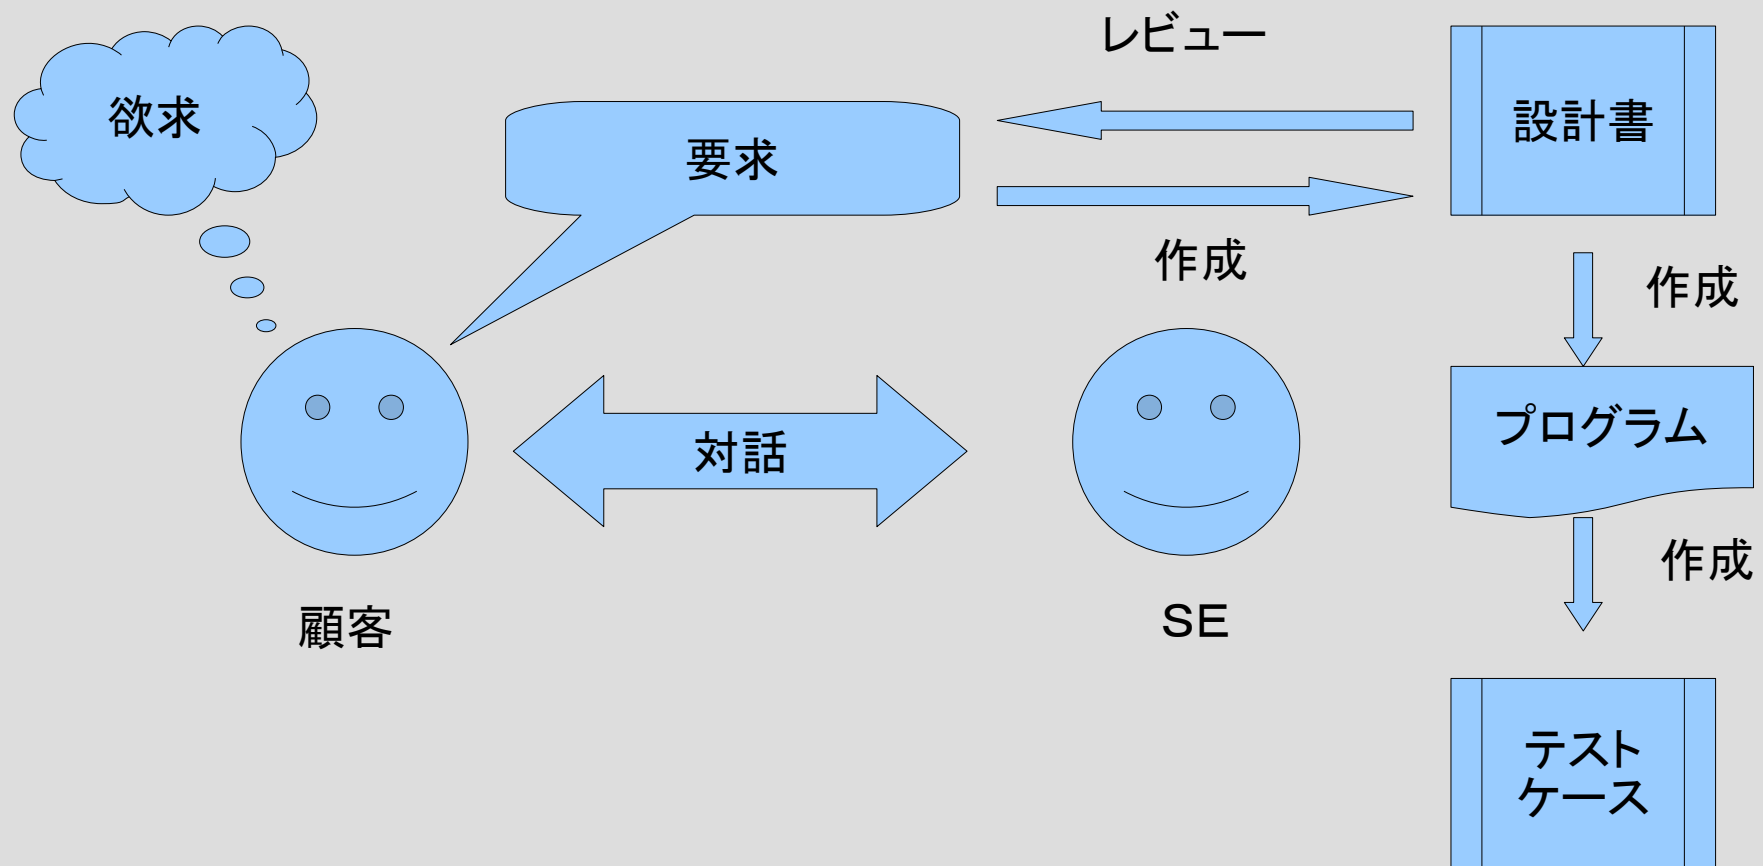 レビュー
欲求
要求
設計書
作成
作成
対話
プログラム
作成
顧客
SE
テスト
ケース